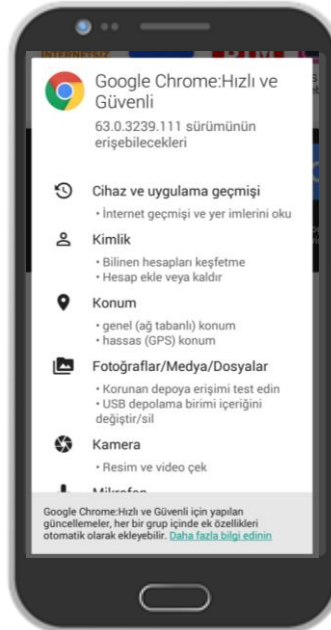 İNTERNETSİZ
Google Chrome:Hızlı ve
Güvenli
63.0.3239.111 sürümünün
erişebilecekleri
Cihaz ve uygulama geçmişi
• İnternet geçmişi ve yer imlerini oku
Kimlik
• Bilinen hesapları keşfetme
• Hesap ekle veya kaldır
Konum
• genel (ağ tabanlı) konum
• hassas (GPS) konum
Fotoğraflar/Medya/Dosyalar
• Korunan depoya erişimi test edin
• USB depolama birimi içeriğini
değiştir/sil
Kamera
• Resim ve video çek
Mikrofon
Google Chrome:Hızlı ve Güvenli için yapılan
güncellemeler, her bir grup içinde ek özellikleri
otomatik olarak ekleyebilir. Daha fazla bilgi edinin